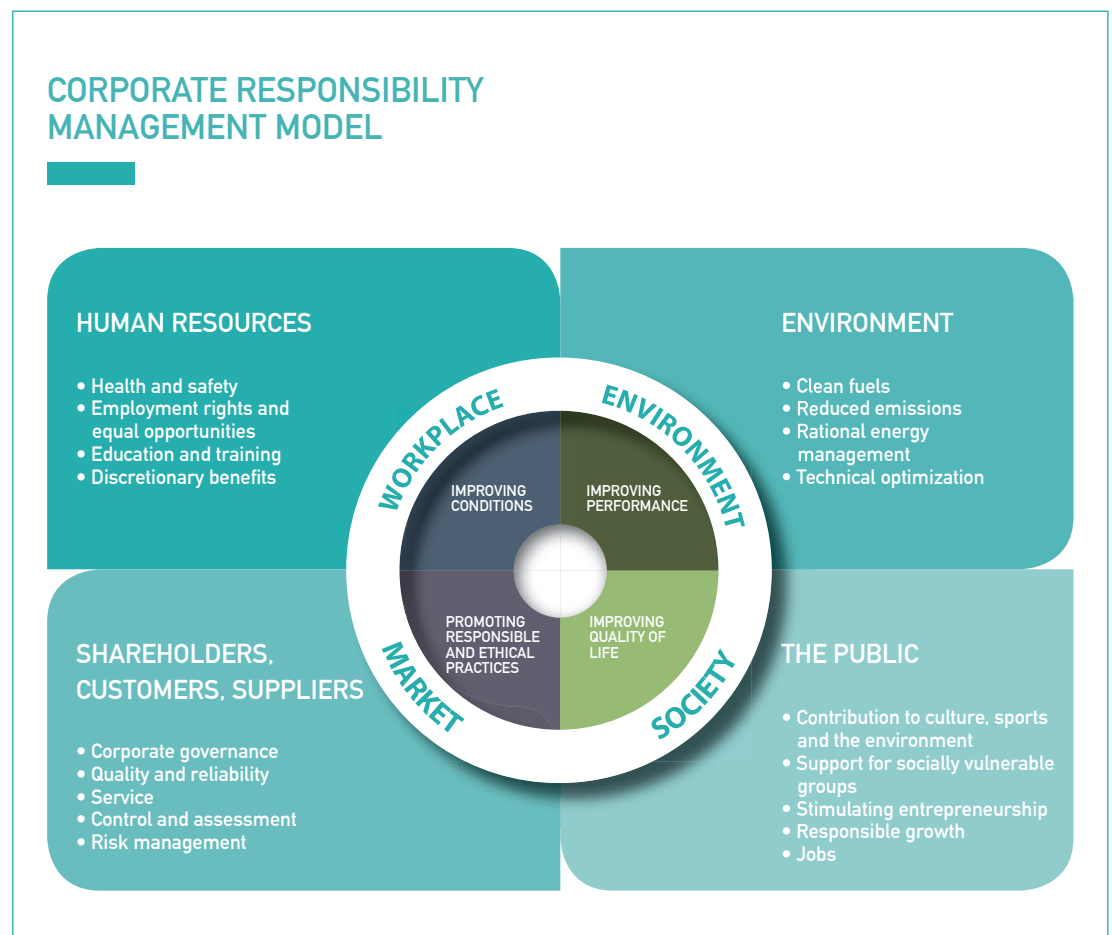 CORPORATE RESPONSIBILITY
MANAGEMENT MODEL
HUMAN RESOURCES
• Health and safety
• Employment rights and
equal opportunities
• Education and training
• Discretionary benefits
ENVIRONMENT
• Clean fuels
• Reduced emissions
• Rational energy
management
• Technical optimization
WORKPLACE
ENVIRONMENT
IMPROVING
CONDITIONS
IMPROVING
PERFORMANCE
PROMOTING
RESPONSIBLE
AND ETHICAL
PRACTICES
IMPROVING
QUALITY OF
LIFE
MARKET
SOCIETY
SHAREHOLDERS,
CUSTOMERS, SUPPLIERS
• Corporate governance
• Quality and reliability
• Service
• Control and assessment
• Risk management
THE PUBLIC
• Contribution to culture, sports
and the environment
• Support for socially vulnerable
groups
• Stimulating entrepreneurship
• Responsible growth
• Jobs